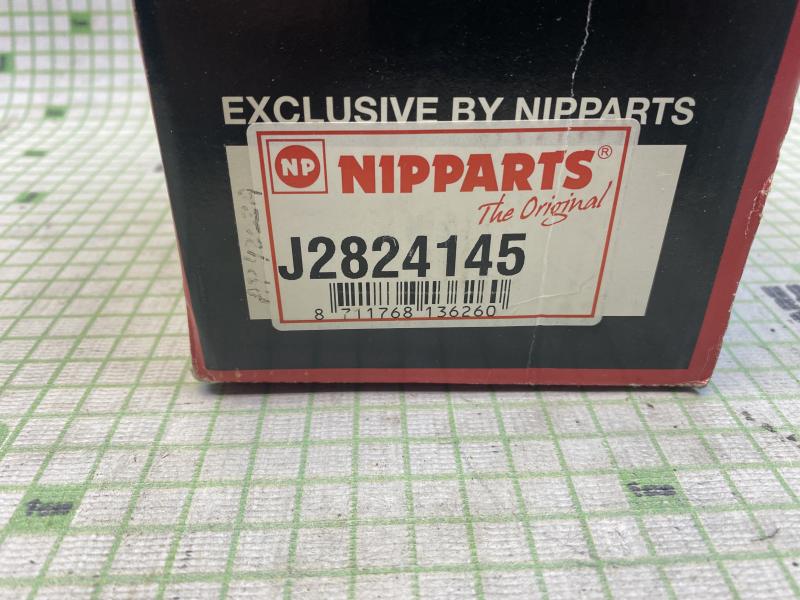 EXCLUSIVE BY NIPPARTS
NP
NIPPARTS®
The Original
J2824145
8 711768 136260